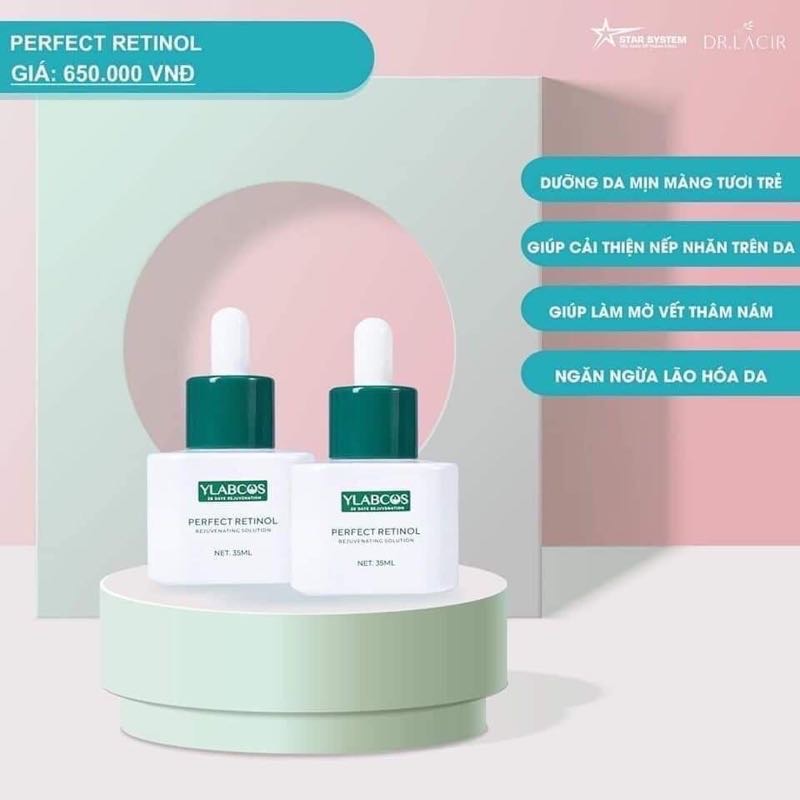 PERFECT RETINOL
GIÁ: 650.000 VNĐ
STAR SYSTEM
DR.LACIR
DƯỠNG DA MỊN MÀNG TƯƠI TRẺ
GIÚP CẢI THIỆN NẾP NHĂN TRÊN DA
GIÚP LÀM MỜ VẾT THÂM NÁM
NGĂN NGỪA LÃO HÓA DA
YLABCOS
28 DAYS REJUVENATION
PERFECT RETINOL
REJUVENATING SOLUTION
NET. 35ML
YLABCOS
28 DAYS REJUVENATION
PERFECT RETINOL
REJUVENATING SOLUTION
NET. 35ML